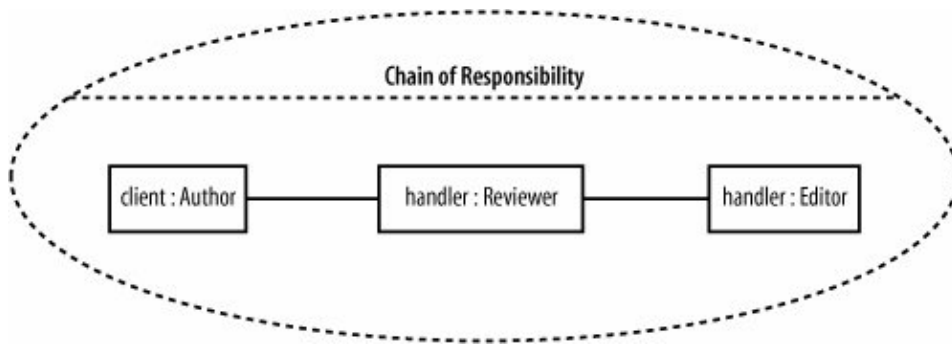 Chain of Responsibility
client : Author
handler : Reviewer
handler : Editor